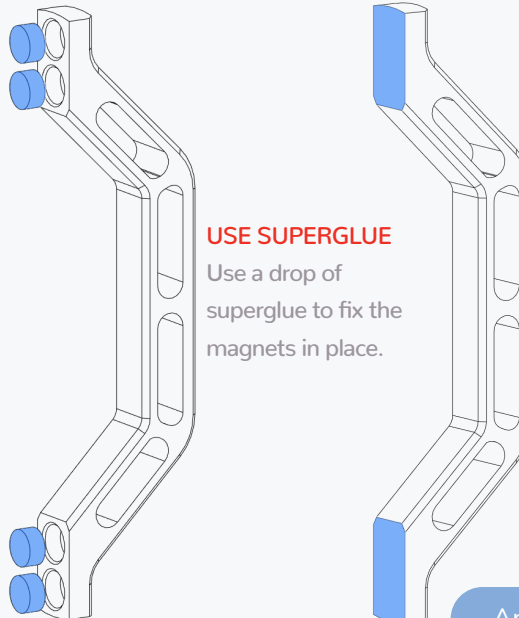 USE SUPERGLUE
Use a drop of
superglue to fix the
magnets in place.